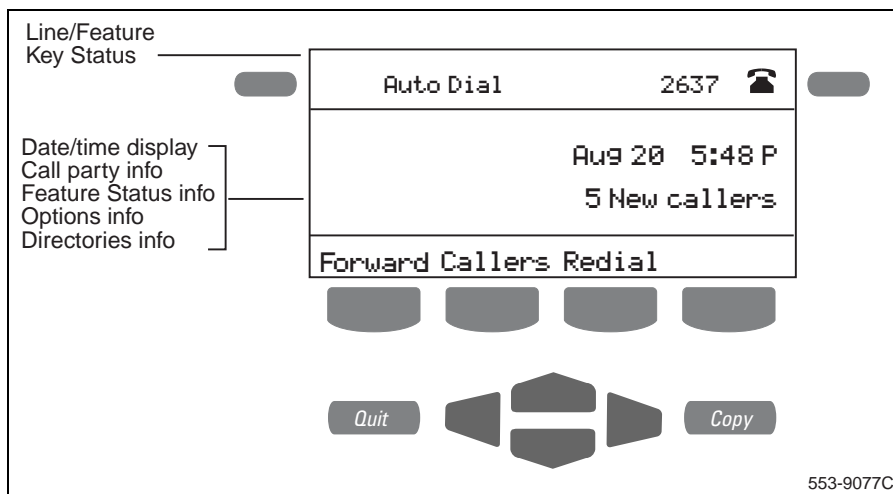 Line/Feature
Key Status
Auto Dial 2637
Date/time display
Call party info
Feature Status info
Options info
Directories info
Aug 20 5:48 P
5 New callers
Forward Callers Redial
Quit
Copy
553-9077C